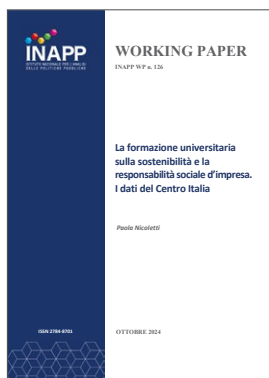 INAPP
ISTITUTO NAZIONALE PER L'ANALISI
DELLE POLITICHE PUBBLICHE
WORKING PAPER
INAPP WP n. 126
La formazione universitaria
sulla sostenibilità e la
responsabilità sociale d'impresa.
I dati del Centro Italia
Paola Nicoletti
ISSN 2784-8701
OTTOBRE 2024